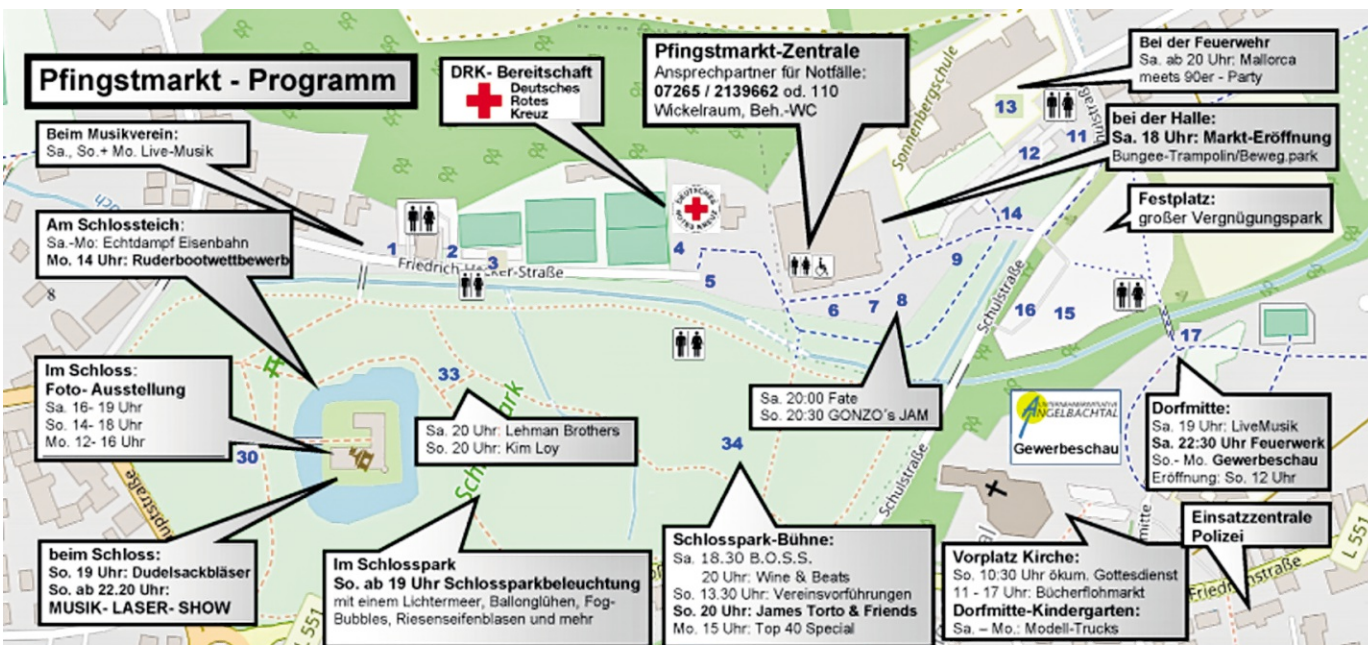 Pfingstmarkt - Programm
DRK- Bereitschaft
Deutsches
Rotes
Kreuz
Pfingstmarkt-Zentrale
Ansprechpartner für Notfälle:
07265 / 2139662 od. 110
Wickelraum, Beh.-WC
Bei der Feuerwehr
Sa. ab 20 Uhr: Mallorca
meets 90er - Party
bei der Halle:
Sa. 18 Uhr: Markt-Eröffnung
Bungee-Trampolin/Beweg.park
Festplatz:
großer Vergnügungspark
Beim Musikverein:
Sa., So.+ Mo. Live-Musik
Am Schlossteich:
Sa.-Mo: Echtdampf Eisenbahn
Mo. 14 Uhr: Ruderbootwettbewerb
Im Schloss:
Foto- Ausstellung
Sa. 16- 19 Uhr
So. 14- 18 Uhr
Mo. 12- 16 Uhr
Sa. 20 Uhr: Lehman Brothers
So. 20 Uhr: Kim Loy
Sa. 20:00 Fate
So. 20:30 GONZO´s JAM
UNTERNEHMERINITIATIVE
ANGELBACHTAL
Gewerbeschau
Dorfmitte:
Sa. 19 Uhr: LiveMusik
Sa. 22:30 Uhr Feuerwerk
So.- Mo. Gewerbeschau
Eröffnung: So. 12 Uhr
beim Schloss:
So. 19 Uhr: Dudelsackbläser
So. ab 22.20 Uhr:
MUSIK- LASER- SHOW
Im Schlosspark
So. ab 19 Uhr Schlossparkbeleuchtung
mit einem Lichtermeer, Ballonglühen, Fog-
Bubbles, Riesenseifenblasen und mehr
Schlosspark-Bühne:
Sa. 18.30 B.O.S.S.
20 Uhr: Wine & Beats
So. 13.30 Uhr: Vereinsvorführungen
So. 20 Uhr: James Torto & Friends
Mo. 15 Uhr: Top 40 Special
Vorplatz Kirche:
So. 10:30 Uhr ökum. Gottesdienst
11 - 17 Uhr: Bücherflohmarkt
Dorfmitte-Kindergarten:
Sa. – Mo.: Modell-Trucks
Einsatzzentrale
Polizei
DEUTSCHES
ROTES KREUZ
Sonnenbergschule
Friedrich-Hecker-Straße
Schulstraße
Schulstraße
L 551
L 551
8
1
2
3
4
5
6
7
8
9
11
12
13
14
15
16
17
30
33
34